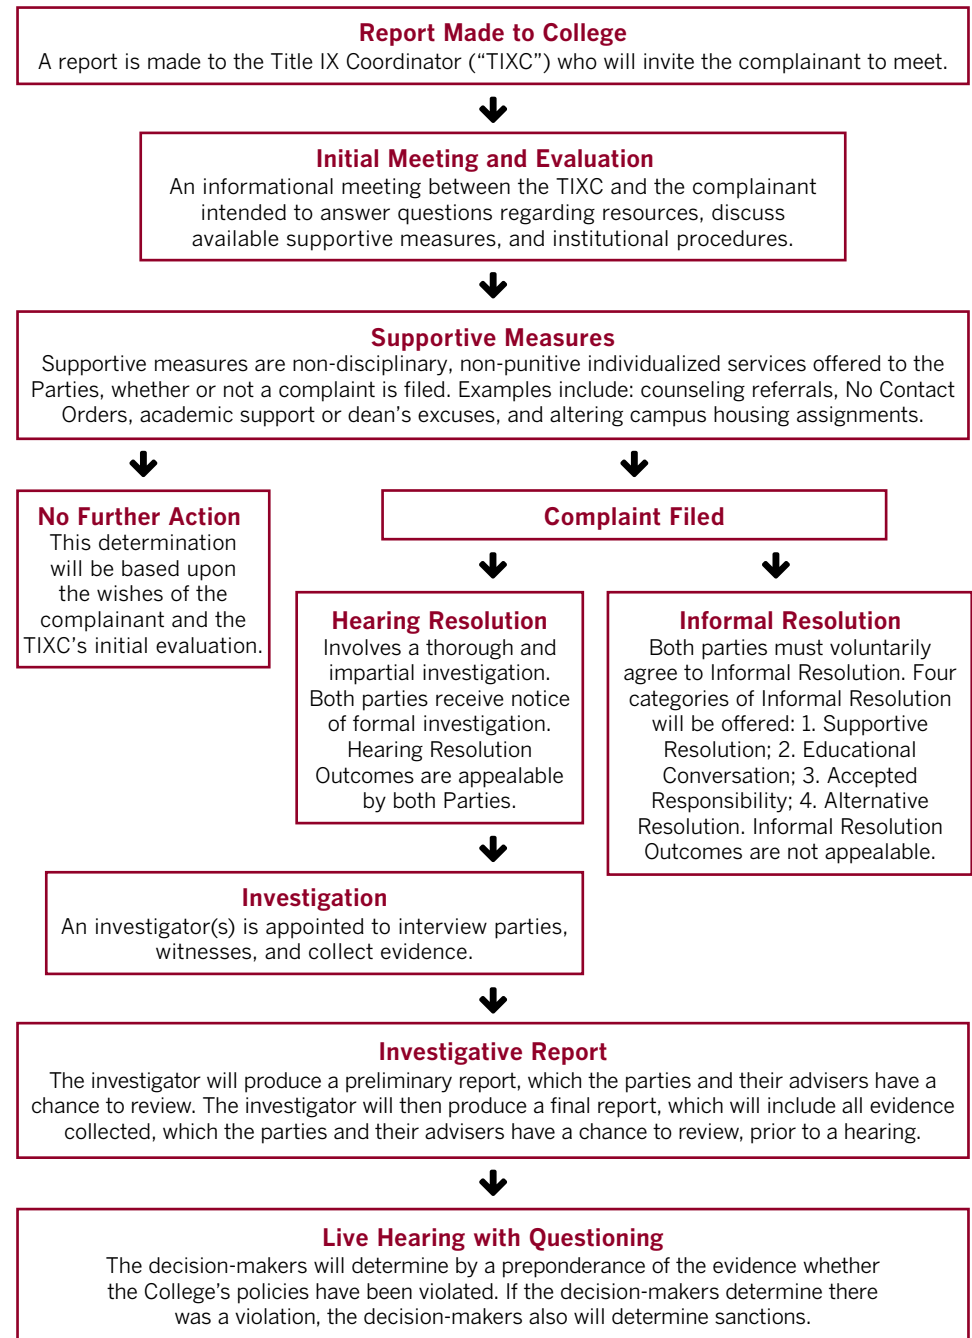 Report Made to College
A report is made to the Title IX Coordinator (“TIXC”) who will invite the complainant to meet.
Initial Meeting and Evaluation
An informational meeting between the TIXC and the complainant
intended to answer questions regarding resources, discuss
available supportive measures, and institutional procedures.
Supportive Measures
Supportive measures are non-disciplinary, non-punitive individualized services offered to the
Parties, whether or not a complaint is filed. Examples include: counseling referrals, No Contact
Orders, academic support or dean’s excuses, and altering campus housing assignments.
No Further Action
This determination
will be based upon
the wishes of the
complainant and the
TIXC’s initial evaluation.
Complaint Filed
Hearing Resolution
Involves a thorough and
impartial investigation.
Both parties receive notice
of formal investigation.
Hearing Resolution
Outcomes are appealable
by both Parties.
Informal Resolution
Both parties must voluntarily
agree to Informal Resolution. Four
categories of Informal Resolution
will be offered: 1. Supportive
Resolution; 2. Educational
Conversation; 3. Accepted
Responsibility; 4. Alternative
Resolution. Informal Resolution
Outcomes are not appealable.
Investigation
An investigator(s) is appointed to interview parties,
witnesses, and collect evidence.
Investigative Report
The investigator will produce a preliminary report, which the parties and their advisers have a
chance to review. The investigator will then produce a final report, which will include all evidence
collected, which the parties and their advisers have a chance to review, prior to a hearing.
Live Hearing with Questioning
The decision-makers will determine by a preponderance of the evidence whether
the College’s policies have been violated. If the decision-makers determine there
was a violation, the decision-makers also will determine sanctions.